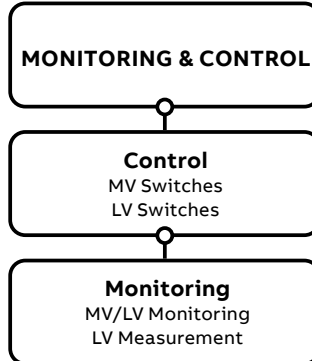 MONITORING & CONTROL
Control
MV Switches
LV Switches
Monitoring
MV/LV Monitoring
LV Measurement